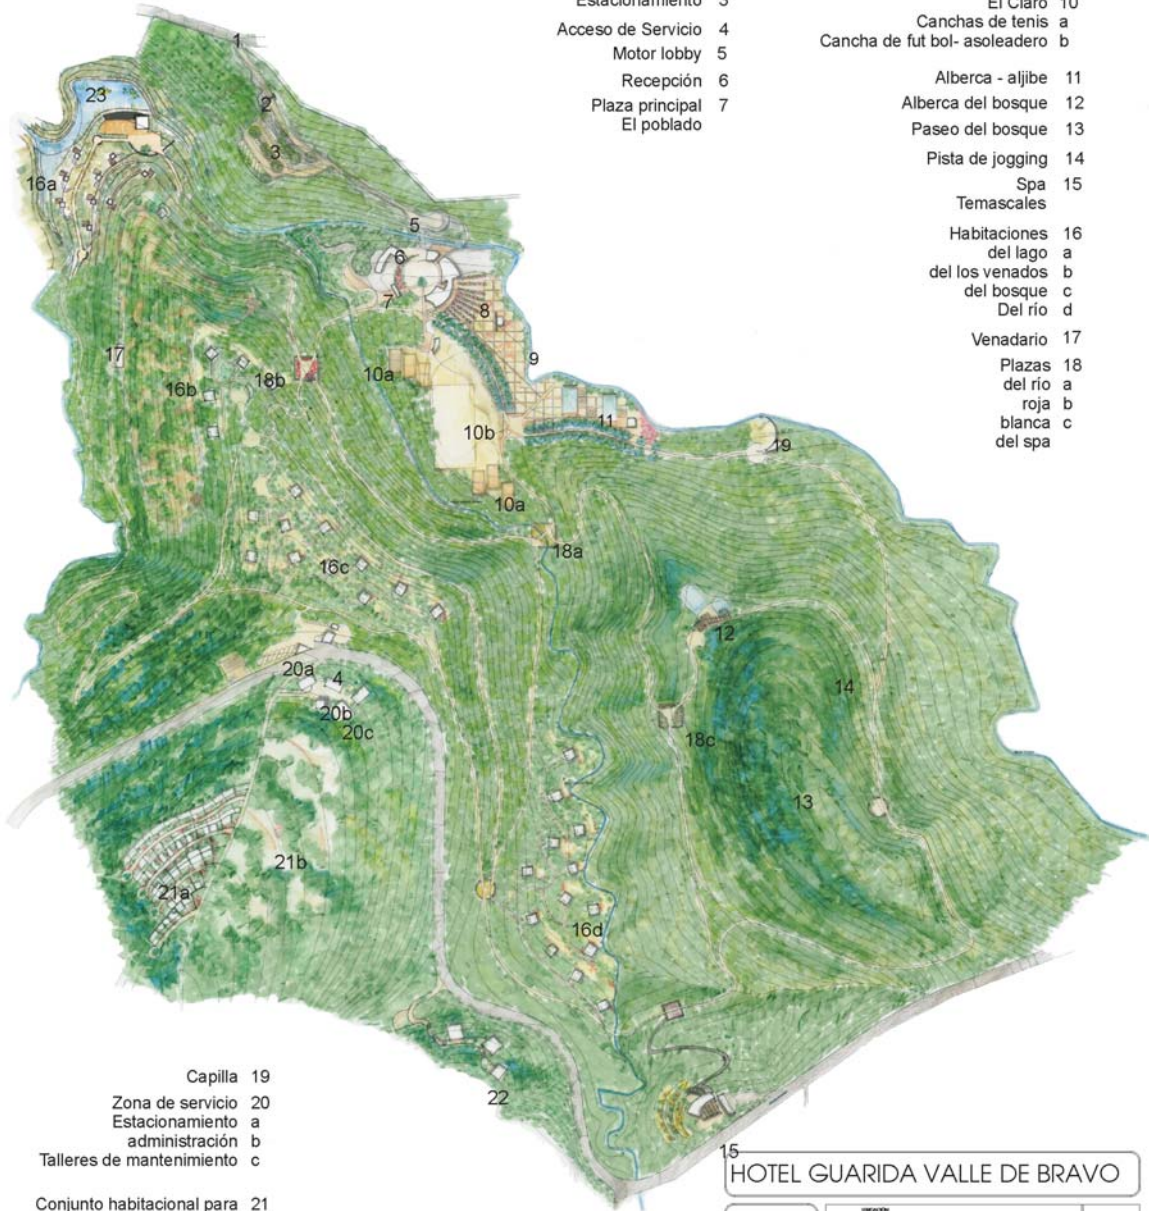 Estacionamiento 3
Acceso de Servicio 4
Motor lobby 5
Recepción 6
Plaza principal 7
El poblado
El Claro 10
Canchas de tenis a
Cancha de fut bol- asoleadero b
Alberca - aljibe 11
Alberca del bosque 12
Paseo del bosque 13
Pista de jogging 14
Spa 15
Temascales
Habitaciones 16
del lago a
del los venados b
del bosque c
Del río d
Venadario 17
Plazas 18
del río a
roja b
blanca c
del spa
1
23
2
3
16a
5
6
7
8
17
9
16b
18b
10a
11
10b
19
10a
18a
16c
12
20a
4
14
20b
20c
18c
13
21b
21a
16d
22
15
Capilla 19
Zona de servicio 20
Estacionamiento a
administración b
Talleres de mantenimiento c
Conjunto habitacional para 21
HOTEL GUARIDA VALLE DE BRAVO